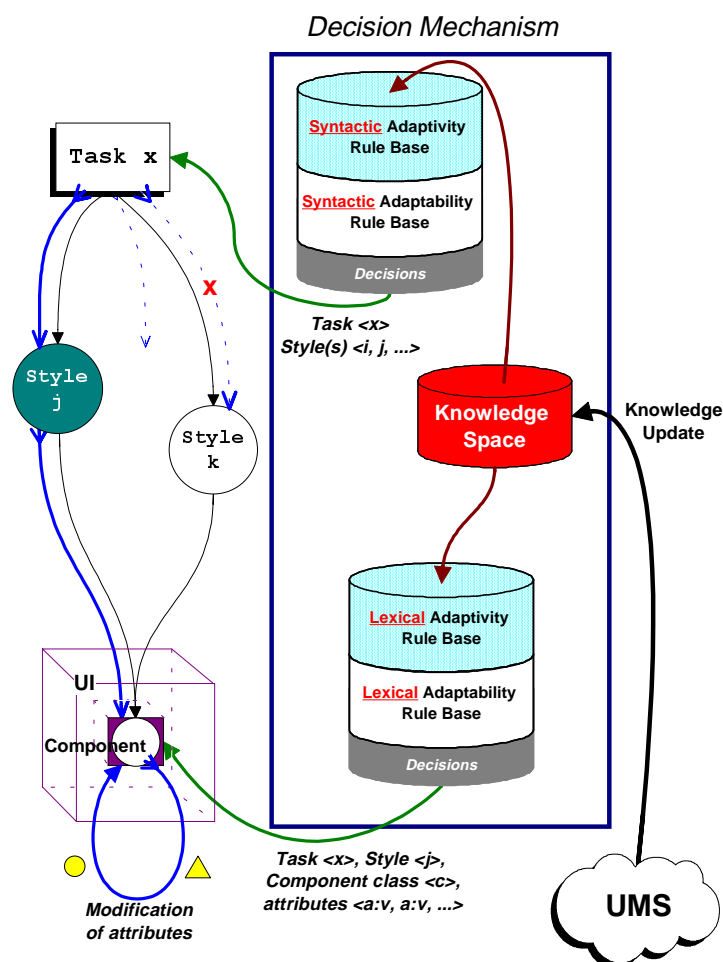 Decision Mechanism
Syntactic Adaptivity
Rule Base
Task x
Syntactic Adaptability
Rule Base
Decisions
x
Task <x>
Style(s) <i, j, ...>
Style
j
Style
k
Knowledge
Space
Knowledge
Update
Lexical Adaptivity
Rule Base
Lexical Adaptability
Rule Base
Decisions
UI
Component
Task <x>, Style <j>,
Component class <c>,
attributes <a:v, a:v, ...>
Modification
of attributes
UMS